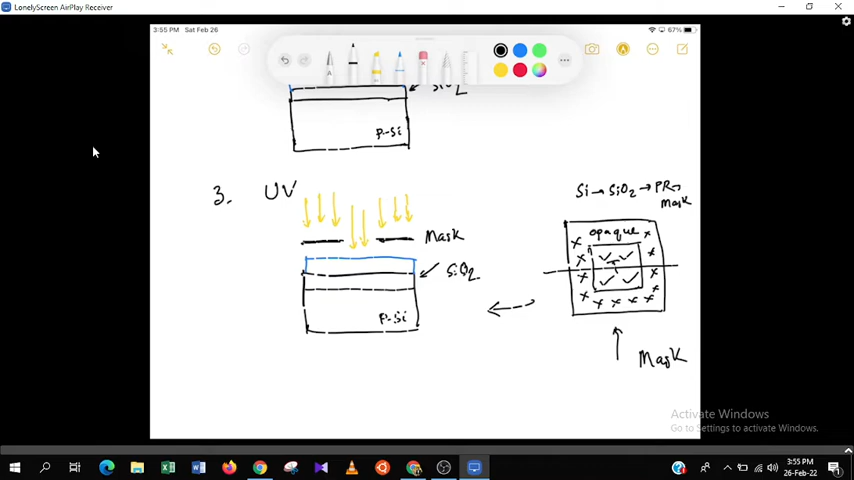 LonelyScreen AirPlay Receiver
3:55 PM Sat Feb 26
67%
A
SiO2
P-Si
3. UV
Si → SiO2 → PR →
Mask
opaque
Mask
SiO2
P-Si
Mask
Activate Windows
Go to Settings to activate Windows.
3:55 PM
26-Feb-22